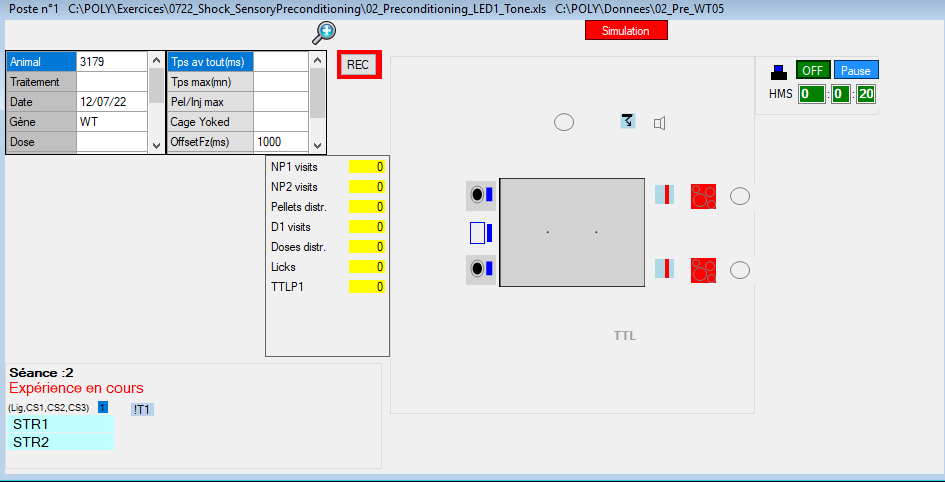 Poste n°1   C:\POLY\Exercices\0722_Shock_SensoryPreconditioning\02_Preconditioning_LED1_Tone.xls   C:\POLY\Donnees\02_Pre_WT05
Simulation
Animal 3179
Traitement
Date 12/07/22
Gêne WT
Dose
Tps av tout(ms)
Tps max(mn)
Pel/Inj max
Cage Yoked
OffsetFz(ms) 1000
REC
OFF Pause
HMS 0 : 0 : 20
NP1 visits 0
NP2 visits 0
Pellets distr. 0
D1 visits 0
Doses distr. 0
Licks 0
TTLP1 0
TTL
Séance :2
Expérience en cours
(Lig,CS1,CS2,CS3) 1 !T1
STR1
STR2